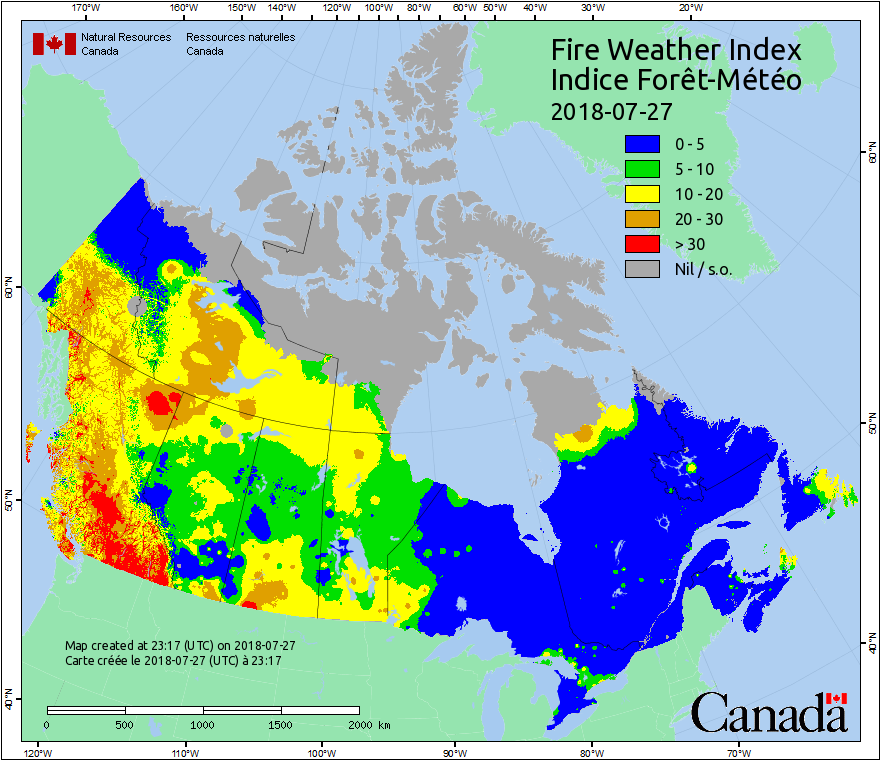 170°W 160°W 150°W 140°W 120°W 100°W 80°W 60°W 50°W 40°W 30°W 20°W
Natural Resources Ressources naturelles
Canada Canada
Fire Weather Index
Indice Forêt-Météo
2018-07-27
0 - 5
5 - 10
10 - 20
20 - 30
> 30
Nil / s.o.
60°N
60°N
50°N
50°N
40°N
40°N
Map created at 23:17 (UTC) on 2018-07-27
Carte créée le 2018-07-27 (UTC) à 23:17
0 500 1000 1500 2000 km
Canada
120°W 110°W 100°W 90°W 80°W 70°W